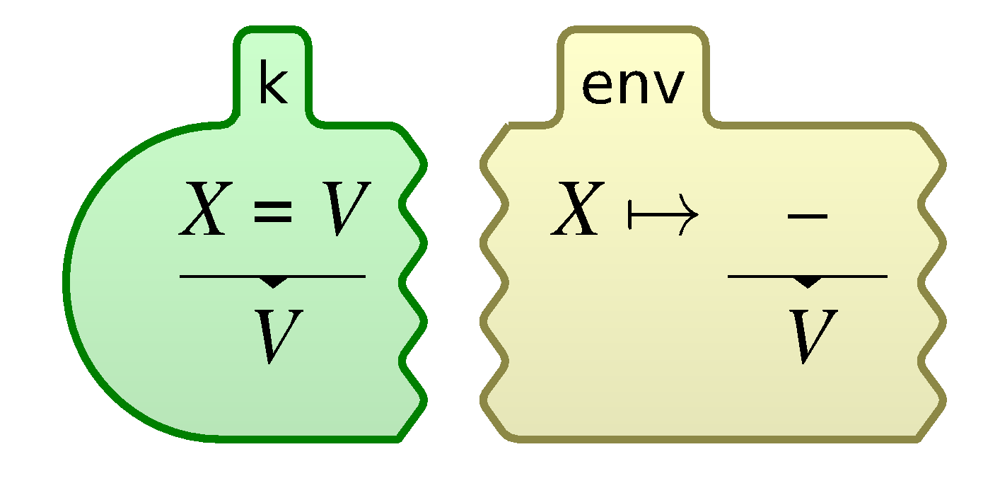 k
X = V
V
env
X ↦ –
V